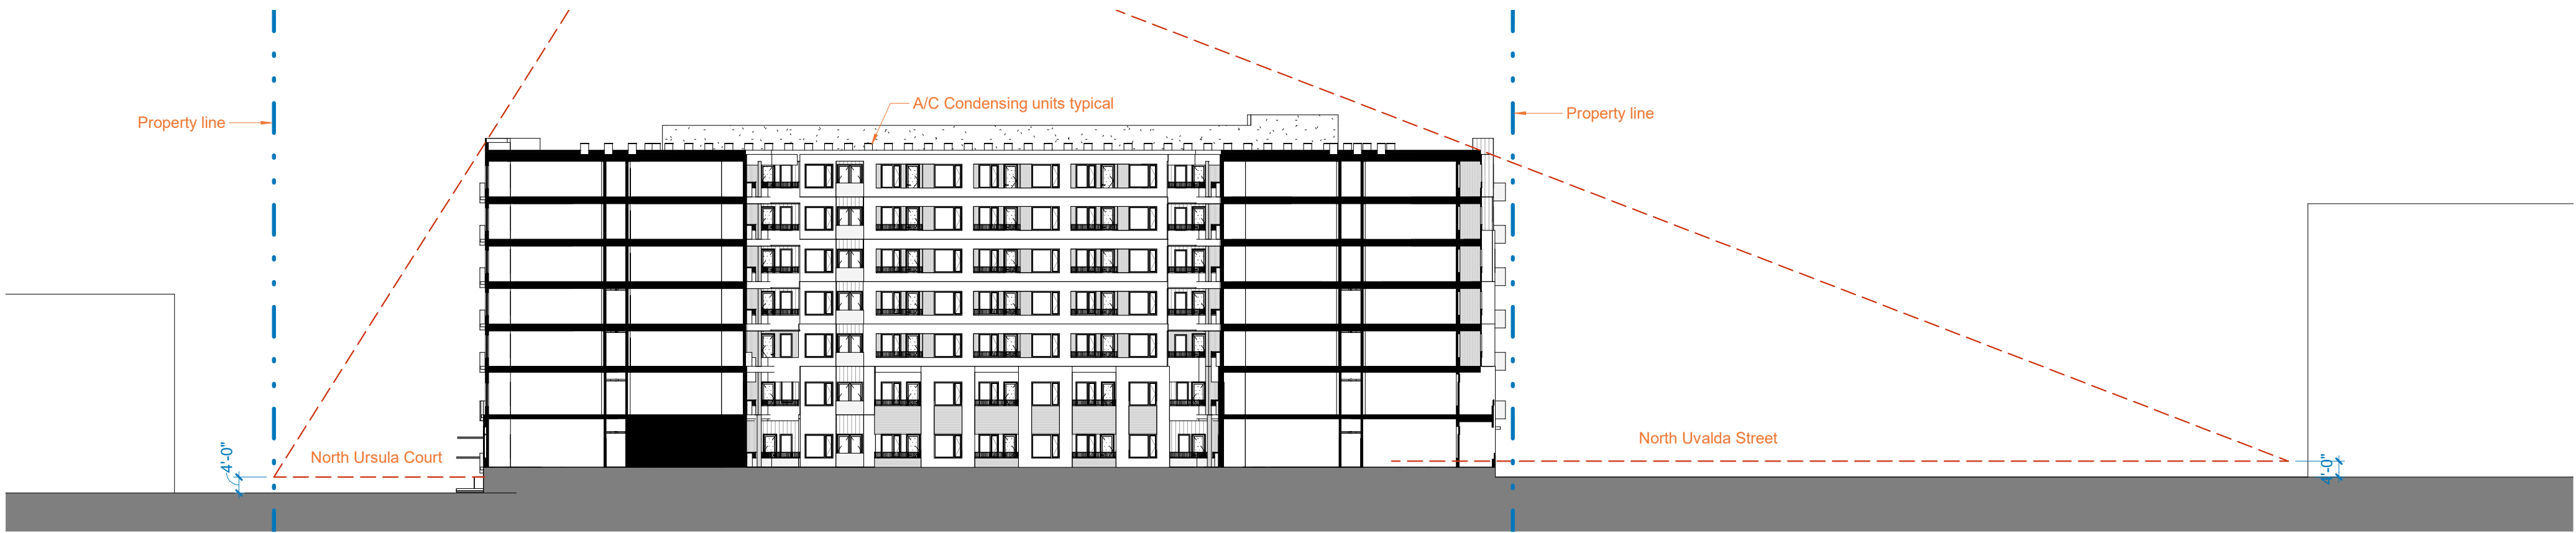 A/C Condensing units typical
Property line
Property line
North Uvalda Street
North Ursula Court
4'-0"
4'-0"